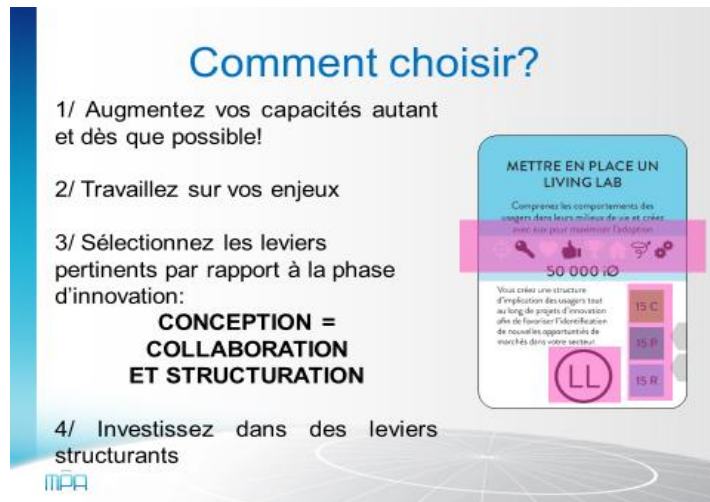 Comment choisir?
1/ Augmentez vos capacités autant
et dès que possible!
2/ Travaillez sur vos enjeux
3/ Sélectionnez les leviers
pertinents par rapport à la phase
d'innovation:
CONCEPTION =
COLLABORATION
ET STRUCTURATION
4/ Investissez dans des leviers
structurants
METTRE EN PLACE UN
LIVING LAB
Comprenez les comportements des
usagers dans leurs milieux de vie et créez
avec eux pour maximiser l'adoption
50 000 iØ
Vous créez une structure
d'implication des usagers tout
au long de projets d'innovation
afin de favoriser l'identification
de nouvelles opportuntiés de
marchés dans votre secteur.
15 C
15 P
15 R
LL
MPA